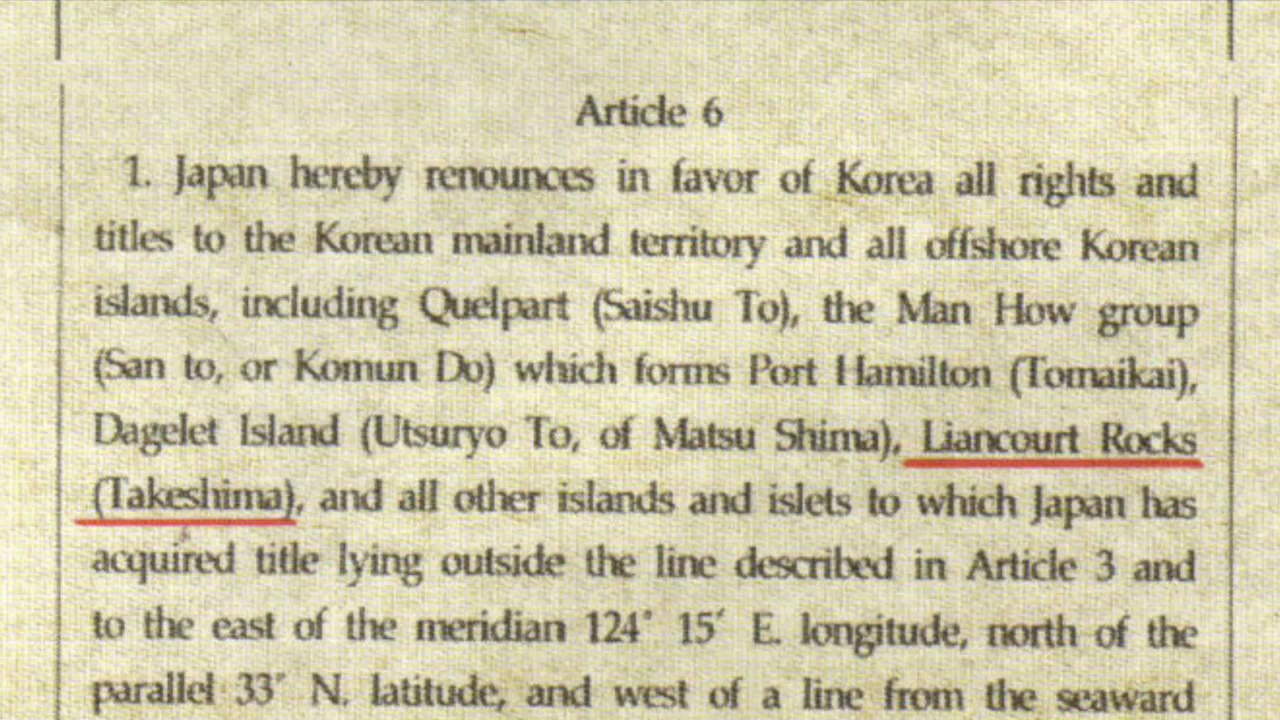 Article 6
1. Japan hereby renounces in favor of Korea all rights and
titles to the Korean mainland territory and all offshore Korean
islands, including Quelpart (Saishu To), the Man How group
(San to, or Komun Do) which forms Port Hamilton (Tomaikai),
Dagelet Island (Utsuryo To, of Matsu Shima), Liancourt Rocks
(Takeshima), and all other islands and islets to which Japan has
acquired title lying outside the line described in Article 3 and
to the east of the meridian 124° 15′ E. longitude, north of the
parallel 33′ N. latitude, and west of a line from the seaward